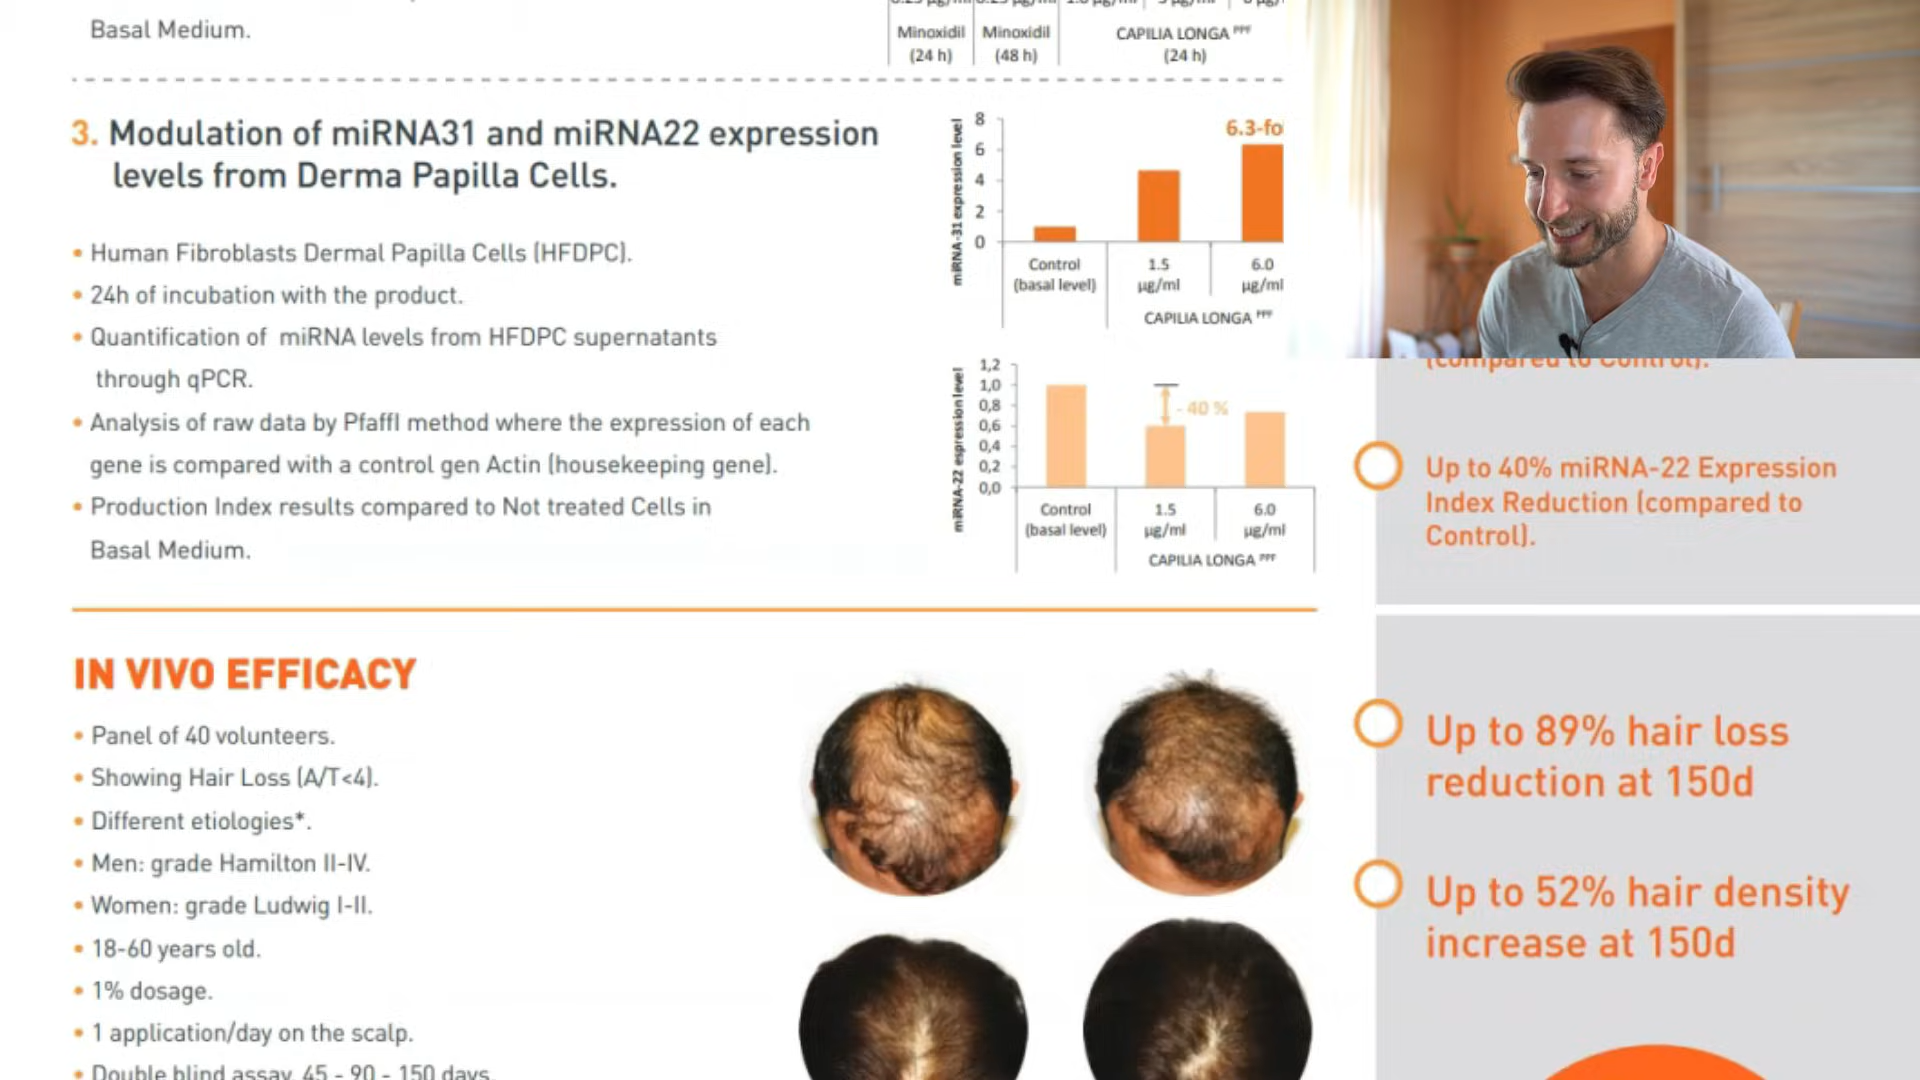 Basal Medium.
Minoxidil
(24 h)
Minoxidil
(48 h)
CAPILIA LONGA PPF
(24 h)
3. Modulation of miRNA31 and miRNA22 expression
levels from Derma Papilla Cells.
• Human Fibroblasts Dermal Papilla Cells (HFDPC).
• 24h of incubation with the product.
• Quantification of miRNA levels from HFDPC supernatants
through qPCR.
• Analysis of raw data by Pfaffl method where the expression of each
gene is compared with a control gen Actin (housekeeping gene).
• Production Index results compared to Not treated Cells in
Basal Medium.
miRNA-31 expression level
8
6
4
2
0
6.3-fo
Control
(basal level)
1.5
µg/ml
6.0
µg/ml
CAPILIA LONGA PPF
miRNA-22 espression level
1,2
1,0
0,8
0,6
0,4
0,2
0,0
- 40 %
Control
(basal level)
1.5
µg/ml
6.0
µg/ml
CAPILIA LONGA PPF
(compared to Control).
Up to 40% miRNA-22 Expression
Index Reduction (compared to
Control).
IN VIVO EFFICACY
• Panel of 40 volunteers.
• Showing Hair Loss (A/T<4).
• Different etiologies*.
• Men: grade Hamilton II-IV.
• Women: grade Ludwig I-II.
• 18-60 years old.
• 1% dosage.
• 1 application/day on the scalp.
• Double blind assay, 45 - 90 - 150 days.
Up to 89% hair loss
reduction at 150d
Up to 52% hair density
increase at 150d